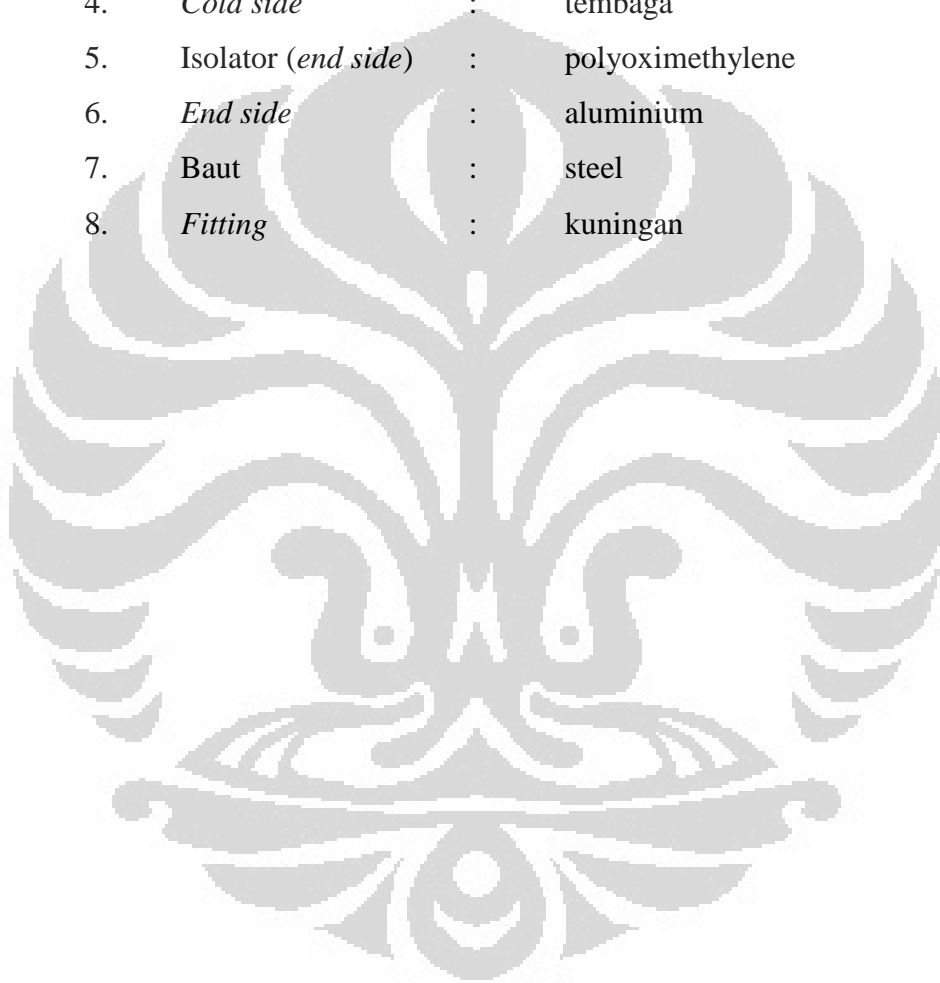 4. Cold side : tembaga
5. Isolator (end side) : polyoximethylene
6. End side : aluminium
7. Baut : steel
8. Fitting : kuningan